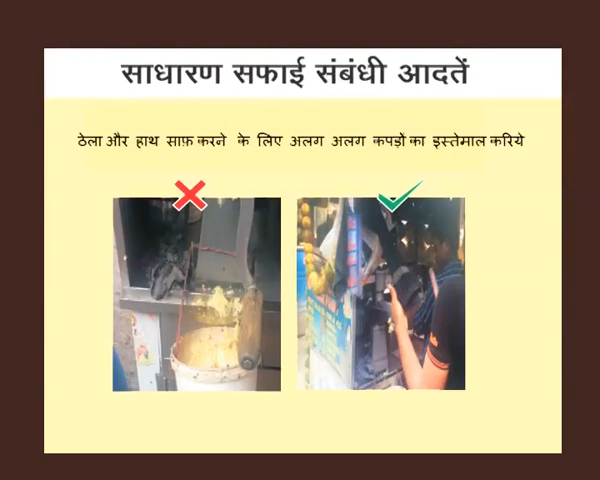 साधारण सफाई संबंधी आदतें
ठेला और हाथ साफ़ करने के लिए अलग अलग कपड़ों का इस्तेमाल करिये